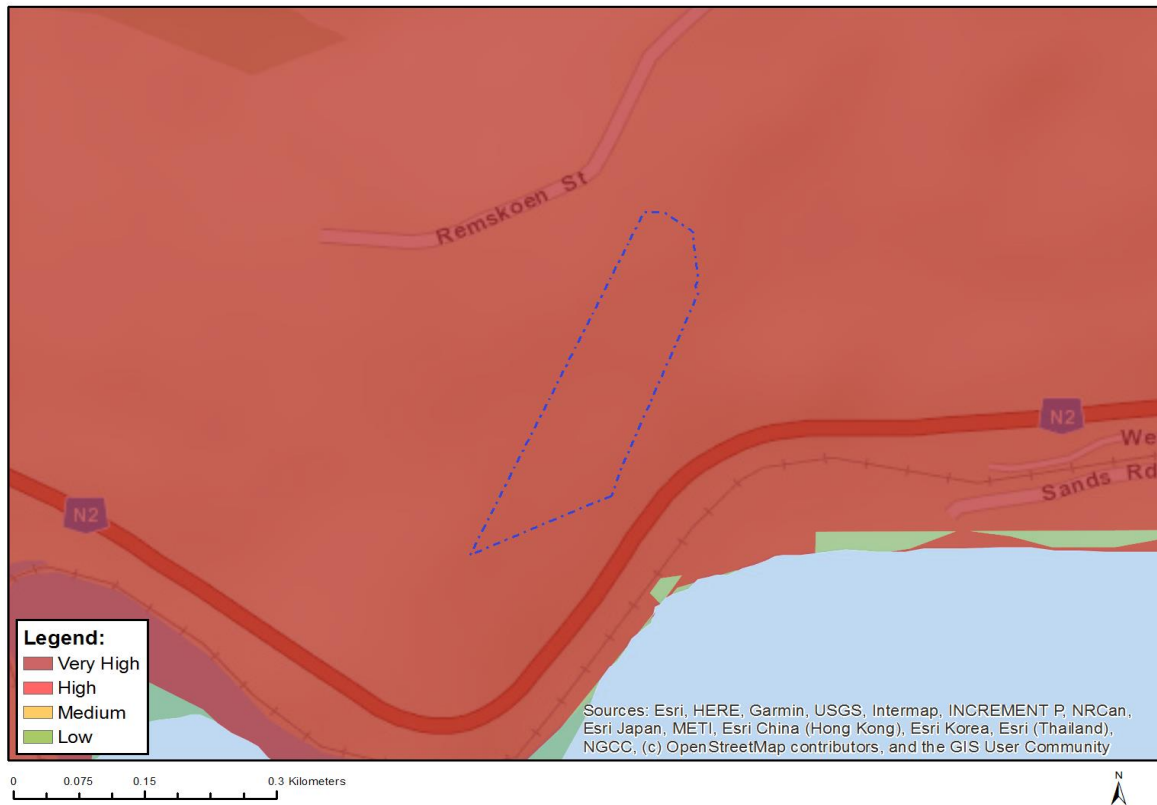 Remskoen St
N2
We
Sands Rd
N2
Legend:
Very High
High
Medium
Low
Sources: Esri, HERE, Garmin, USGS, Intermap, INCREMENT P, NRCan,
Esri Japan, METI, Esri China (Hong Kong), Esri Korea, Esri (Thailand),
NGCC, (c) OpenStreetMap contributors, and the GIS User Community
0 0.075 0.15 0.3 Kilometers
N